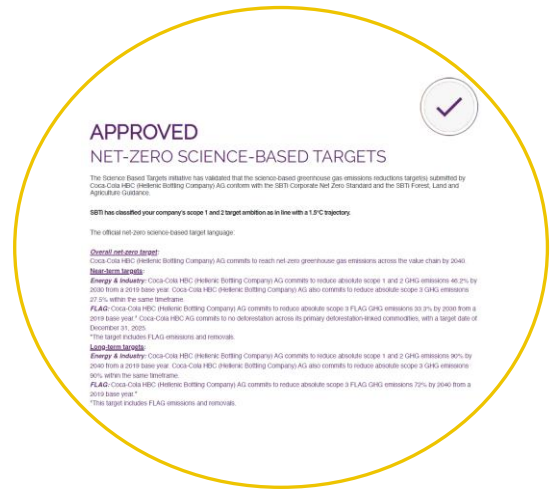 APPROVED
NET-ZERO SCIENCE-BASED TARGETS
The Science Based Targets initiative has validated that the science-based greenhouse gas emissions reductions target(s) submitted by
Coca-Cola HBC (Hellenic Bottling Company) AG conform with the SBTi Corporate Net Zero Standard and the SBTi Forest, Land and
Agriculture Guidance.
SBTi has classified your company's scope 1 and 2 target ambition as in line with a 1.5°C trajectory.
The official net-zero science-based target language:
Overall net-zero target:
Coca-Cola HBC (Hellenic Bottling Company) AG commits to reach net-zero greenhouse gas emissions across the value chain by 2040.
Near-term targets:
Energy & Industry: Coca-Cola HBC (Hellenic Bottling Company) AG commits to reduce absolute scope 1 and 2 GHG emissions 46.2% by
2030 from a 2019 base year. Coca-Cola HBC (Hellenic Bottling Company) AG also commits to reduce absolute scope 3 GHG emissions
27.5% within the same timeframe.
FLAG: Coca-Cola HBC (Hellenic Bottling Company) AG commits to reduce absolute scope 3 FLAG GHG emissions 33.3% by 2030 from a
2019 base year.* Coca-Cola HBC AG commits to no deforestation across its primary deforestation-linked commodities, with a target date of
December 31, 2025.
*The target includes FLAG emissions and removals.
Long-term targets:
Energy & Industry: Coca-Cola HBC (Hellenic Bottling Company) AG commits to reduce absolute scope 1 and 2 GHG emissions 90% by
2040 from a 2019 base year. Coca-Cola HBC (Hellenic Bottling Company) AG also commits to reduce absolute scope 3 GHG emissions
90% within the same timeframe.
FLAG: Coca-Cola HBC (Hellenic Bottling Company) AG commits to reduce absolute scope 3 FLAG GHG emissions 72% by 2040 from a
2019 base year.*
*This target includes FLAG emissions and removals.